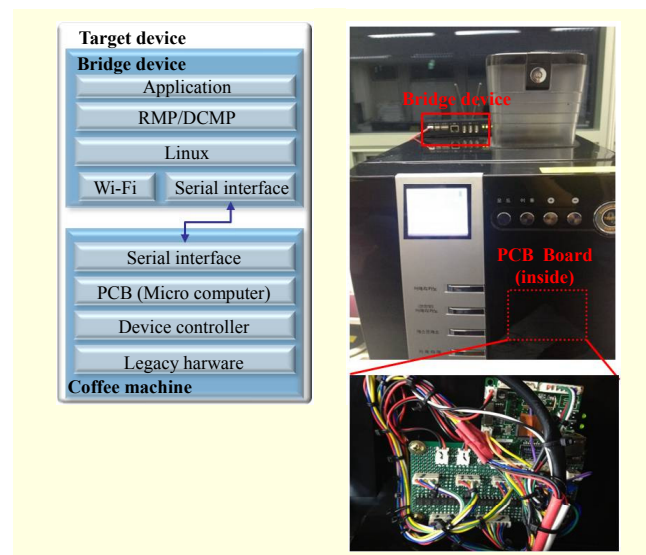 Target device
Bridge device
Application
RMP/DCMP
Linux
Wi-Fi
Serial interface
Serial interface
PCB (Micro computer)
Device controller
Legacy harware
Coffee machine
Bridge device
PCB Board
(inside)